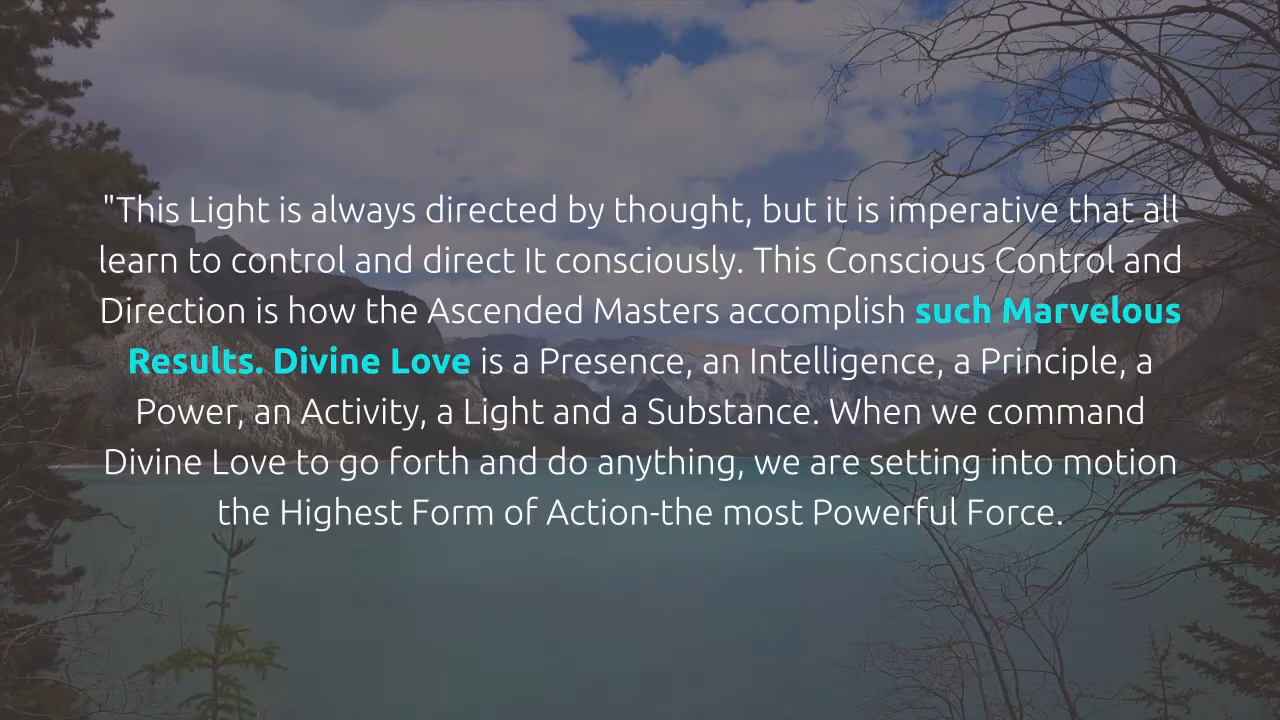 "This Light is always directed by thought, but it is imperative that all
learn to control and direct It consciously. This Conscious Control and
Direction is how the Ascended Masters accomplish such Marvelous
Results. Divine Love is a Presence, an Intelligence, a Principle, a
Power, an Activity, a Light and a Substance. When we command
Divine Love to go forth and do anything, we are setting into motion
the Highest Form of Action-the most Powerful Force.